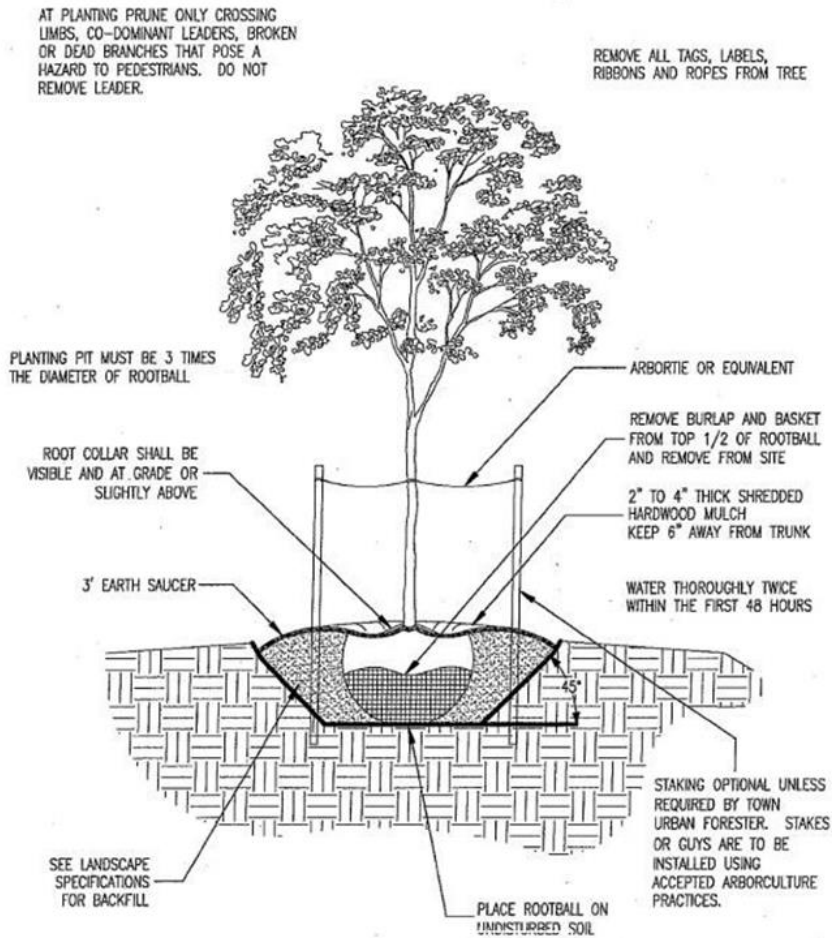 AT PLANTING PRUNE ONLY CROSSING
LIMBS, CO-DOMINANT LEADERS, BROKEN
OR DEAD BRANCHES THAT POSE A
HAZARD TO PEDESTRIANS. DO NOT
REMOVE LEADER.
REMOVE ALL TAGS, LABELS,
RIBBONS AND ROPES FROM TREE
PLANTING PIT MUST BE 3 TIMES
THE DIAMETER OF ROOTBALL
ARBORTIE OR EQUIVALENT
ROOT COLLAR SHALL BE
VISIBLE AND AT GRADE OR
SLIGHTLY ABOVE
REMOVE BURLAP AND BASKET
FROM TOP 1/2 OF ROOTBALL
AND REMOVE FROM SITE
2" TO 4" THICK SHREDDED
HARDWOOD MULCH
KEEP 6" AWAY FROM TRUNK
3' EARTH SAUCER
WATER THOROUGHLY TWICE
WITHIN THE FIRST 48 HOURS
45°
STAKING OPTIONAL UNLESS
REQUIRED BY TOWN
URBAN FORESTER. STAKES
OR GUYS ARE TO BE
INSTALLED USING
ACCEPTED ARBORCULTURE
PRACTICES.
SEE LANDSCAPE
SPECIFICATIONS
FOR BACKFILL
PLACE ROOTBALL ON
UNDISTURBED SOIL